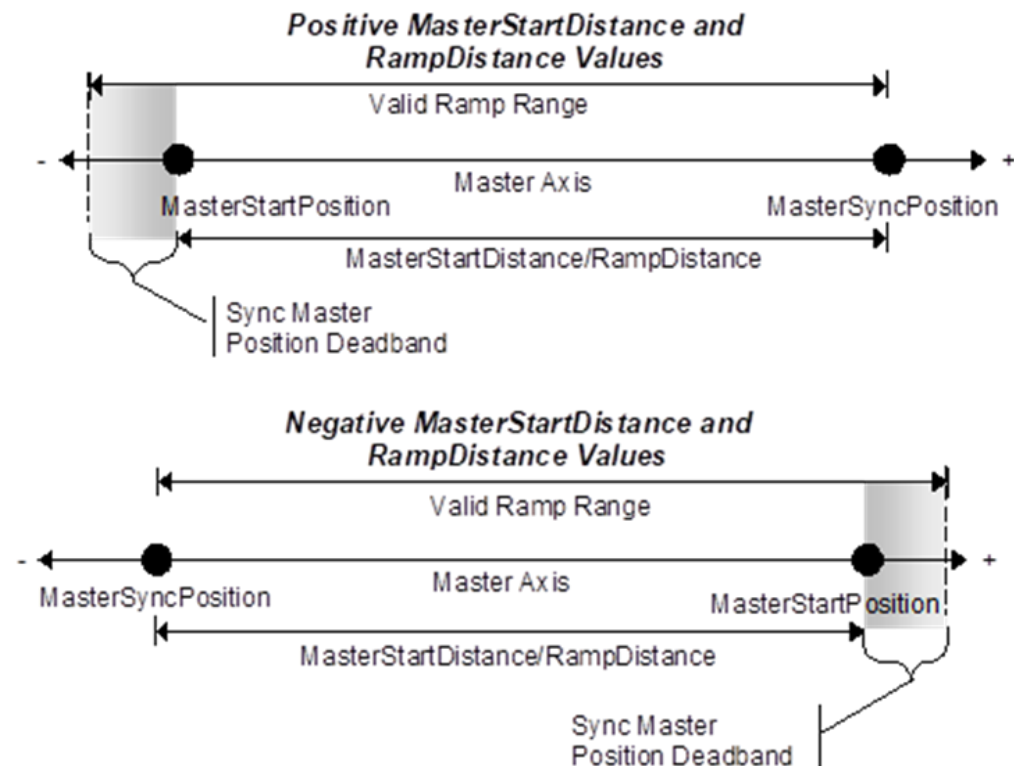 Positive MasterStartDistance and
RampDistance Values
Valid Ramp Range
- +
Master Axis
MasterStartPosition MasterSyncPosition
MasterStartDistance/RampDistance
Sync Master
Position Deadband
Negative MasterStartDistance and
RampDistance Values
Valid Ramp Range
- +
Master Axis
MasterSyncPosition MasterStartPosition
MasterStartDistance/RampDistance
Sync Master
Position Deadband